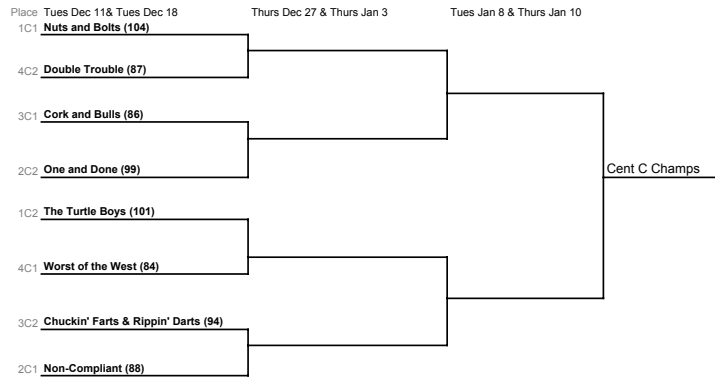 Place Tues Dec 11& Tues Dec 18 Thurs Dec 27 & Thurs Jan 3 Tues Jan 8 & Thurs Jan 10
1C1 Nuts and Bolts (104)
4C2 Double Trouble (87)
3C1 Cork and Bulls (86)
2C2 One and Done (99)
Cent C Champs
1C2 The Turtle Boys (101)
4C1 Worst of the West (84)
3C2 Chuckin' Farts & Rippin' Darts (94)
2C1 Non-Compliant (88)